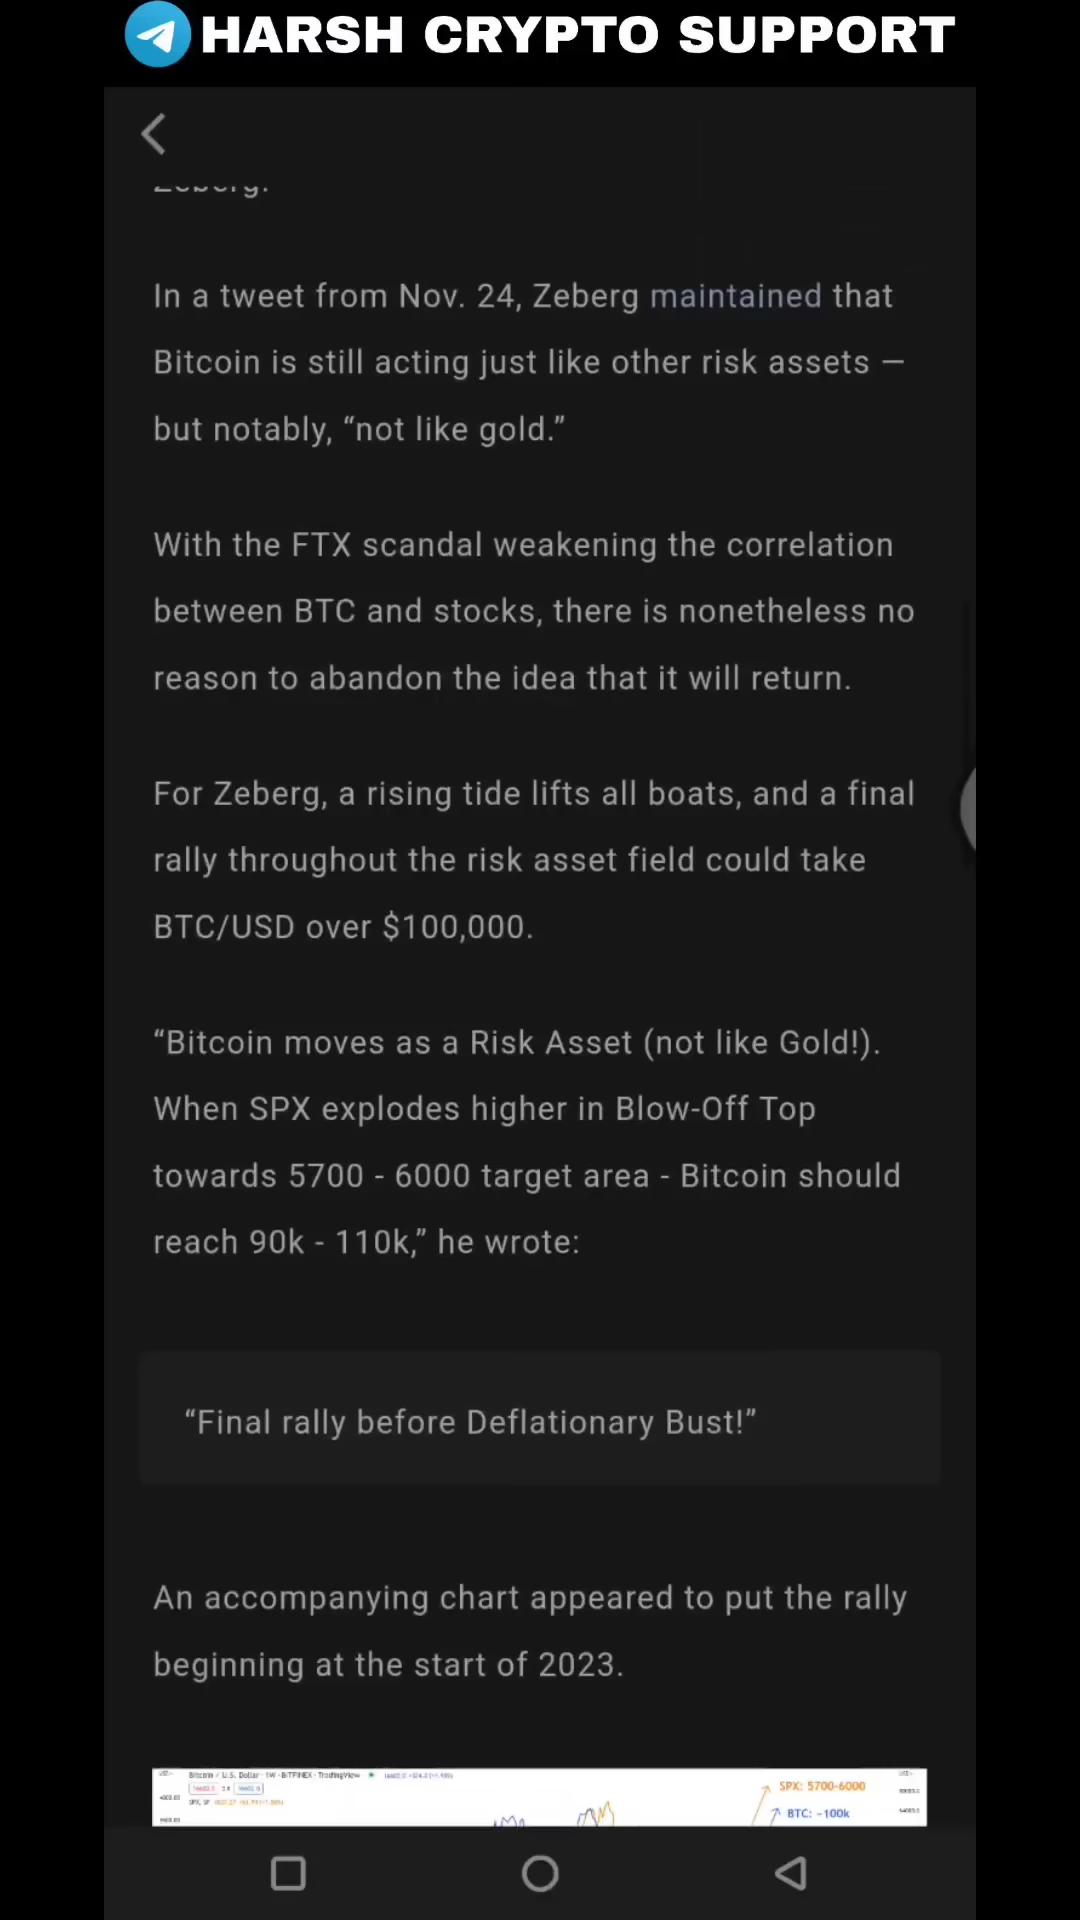 HARSH CRYPTO SUPPORT
Zeberg.
In a tweet from Nov. 24, Zeberg maintained that
Bitcoin is still acting just like other risk assets —
but notably, “not like gold.”
With the FTX scandal weakening the correlation
between BTC and stocks, there is nonetheless no
reason to abandon the idea that it will return.
For Zeberg, a rising tide lifts all boats, and a final
rally throughout the risk asset field could take
BTC/USD over $100,000.
“Bitcoin moves as a Risk Asset (not like Gold!).
When SPX explodes higher in Blow-Off Top
towards 5700 - 6000 target area - Bitcoin should
reach 90k - 110k,” he wrote:
“Final rally before Deflationary Bust!”
An accompanying chart appeared to put the rally
beginning at the start of 2023.
Bitcoin / U.S. Dollar · 1W · BITFINEX · TradingView
SPX: 5700-6000
BTC: ~100k